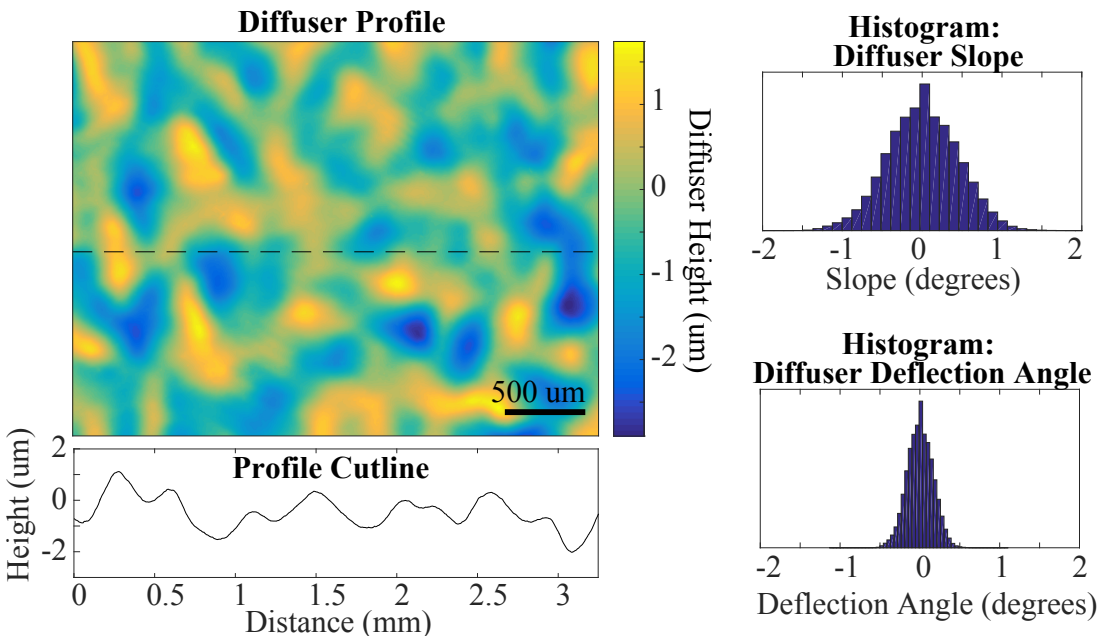 Diffuser Profile
1
0
-1
-2
Diffuser Height (um)
500 um
Profile Cutline
2
0
-2
Height (um)
0
0.5
1
1.5
2
2.5
3
Distance (mm)
Histogram:
Diffuser Slope
-2
-1
0
1
2
Slope (degrees)
Histogram:
Diffuser Deflection Angle
-2
-1
0
1
2
Deflection Angle (degrees)